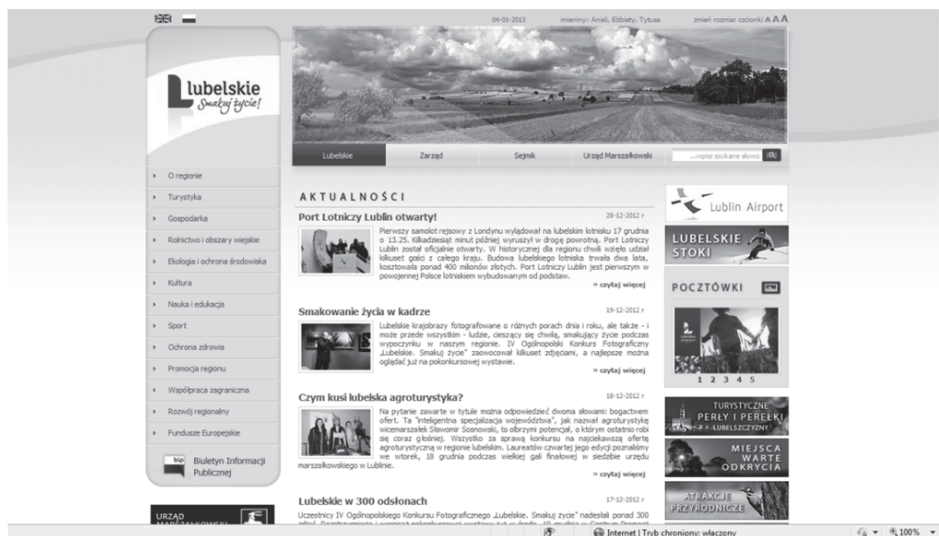 04-01-2013 imieniny: Anieli, Elżbiety, Tytusa zmień rozmiar czcionki A A A
lubelskie
Smakuj życie!
Lubelskie Zarząd Sejmik Urząd Marszałkowski ...wpisz szukane słowo
O regionie
Turystyka
Gospodarka
Rolnictwo i obszary wiejskie
Ekologia i ochrona środowiska
Kultura
Nauka i edukacja
Sport
Ochrona zdrowia
Promocja regionu
Współpraca zagraniczna
Rozwój regionalny
Fundusze Europejskie
bip Biuletyn Informacji
Publicznej
URZĄD
MARSZAŁKOWSKI
AKTUALNOŚCI
Port Lotniczy Lublin otwarty! 28-12-2012 r
Pierwszy samolot rejsowy z Londynu wylądował na lubelskim lotnisku 17 grudnia
o 13.25. Kilkadziesiąt minut później wyruszył w drogę powrotną. Port Lotniczy
Lublin został oficjalnie otwarty. W historycznej dla regionu chwili wzięło udział
kilkuset gości z całego kraju. Budowa lubelskiego lotniska trwała dwa lata,
kosztowała ponad 400 milionów złotych. Port Lotniczy Lublin jest pierwszym w
powojennej Polsce lotniskiem wybudowanym od podstaw.
» czytaj więcej
Smakowanie życia w kadrze 19-12-2012 r
Lubelskie krajobrazy fotografowane o różnych porach dnia i roku, ale także - i
może przede wszystkim - ludzie, cieszący się chwilą, smakujący życie podczas
wypoczynku w naszym regionie. IV Ogólnopolski Konkurs Fotograficzny
„Lubelskie. Smakuj życie” zaowocował kilkuset zdjęciami, a najlepsze można
oglądać już na pokonkursowej wystawie.
» czytaj więcej
Czym kusi lubelska agroturystyka? 18-12-2012 r
Na pytanie zawarte w tytule można odpowiedzieć dwoma słowami: bogactwem
ofert. Ta "inteligentna specjalizacja województwa", jak nazwał agroturystykę
wicemarszałek Sławomir Sosnowski, to olbrzymi potencjał, o którym ostatnio robi
się coraz głośniej. Wszystko za sprawą konkursu na najciekawszą ofertę
agroturystyczną w regionie lubelskim. Laureatów czwartej jego edycji poznaliśmy
we wtorek, 18 grudnia podczas wielkiej gali finałowej w siedzibie urzędu
marszałkowskiego w Lublinie.
» czytaj więcej
Lubelskie w 300 odsłonach 17-12-2012 r
Uczestnicy IV Ogólnopolskiego Konkursu Fotograficznego „Lubelskie. Smakuj życie” nadesłali ponad 300
Lublin Airport
LUBELSKIE
STOKI
POCZTÓWKI
1 2 3 4 5
TURYSTYCZNE
PERŁY I PEREŁKI
LUBELSZCZYZNY
MIEJSCA
WARTE
ODKRYCIA
ATRAKCJE
PRZYRODNICZE
Internet | Tryb chroniony: włączony 100%